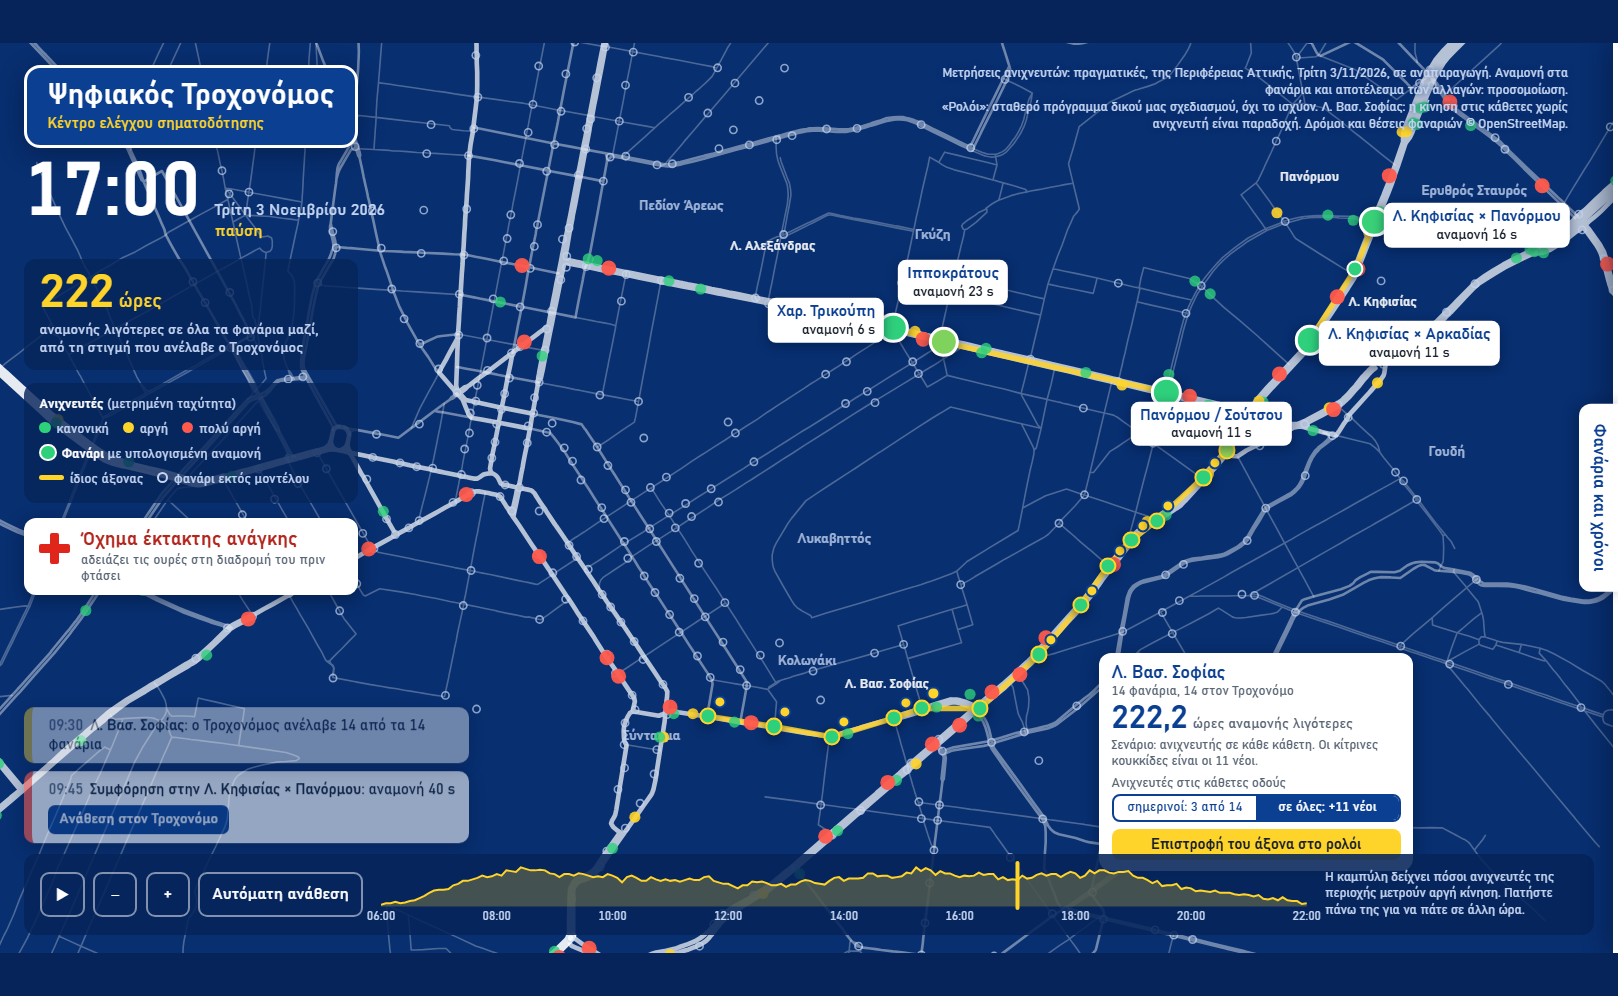 Ψηφιακός Τροχονόμος
Κέντρο ελέγχου σηματοδότησης
17:00
Τρίτη 3 Νοεμβρίου 2026
παύση
222 ώρες
αναμονής λιγότερες σε όλα τα φανάρια μαζί,
από τη στιγμή που ανέλαβε ο Τροχονόμος
Ανιχνευτές (μετρημένη ταχύτητα)
κανονική αργή πολύ αργή
Φανάρι με υπολογισμένη αναμονή
ίδιος άξονας φανάρι εκτός μοντέλου
Όχημα έκτακτης ανάγκης
αδειάζει τις ουρές στη διαδρομή του πριν
φτάσει
09:30 Λ. Βασ. Σοφίας: ο Τροχονόμος ανέλαβε 14 από τα 14
φανάρια
09:45 Συμφόρηση στην Λ. Κηφισίας × Πανόρμου: αναμονή 40 s
Ανάθεση στον Τροχονόμο
Μετρήσεις ανιχνευτών: πραγματικές, της Περιφέρειας Αττικής, Τρίτη 3/11/2026, σε αναπαραγωγή. Αναμονή στα
φανάρια και αποτέλεσμα των αλλαγών: προσομοίωση.
«Ρολόι»: σταθερό πρόγραμμα δικού μας σχεδιασμού, όχι το ισχύον. Λ. Βασ. Σοφίας: η κίνηση στις κάθετες χωρίς
ανιχνευτή είναι παραδοχή. Δρόμοι και θέσεις φαναριών © OpenStreetMap.
Πανόρμου
Ερυθρός Σταυρός
Πεδίον Άρεως
Λ. Κηφισίας × Πανόρμου
αναμονή 16 s
Γκύζη
Λ. Αλεξάνδρας
Ιπποκράτους
αναμονή 23 s
Λ. Κηφισίας
Χαρ. Τρικούπη
αναμονή 6 s
Λ. Κηφισίας × Αρκαδίας
αναμονή 11 s
Πανόρμου / Σούτσου
αναμονή 11 s
Γουδή
Φανάρια και χρόνοι
Λυκαβηττός
Κολωνάκι
Λ. Βασ. Σοφίας
Σύνταγμα
Λ. Βασ. Σοφίας
14 φανάρια, 14 στον Τροχονόμο
222,2 ώρες αναμονής λιγότερες
Σενάριο: ανιχνευτής σε κάθε κάθετη. Οι κίτρινες
κουκκίδες είναι οι 11 νέοι.
Ανιχνευτές στις κάθετες οδούς
σημερινοί: 3 από 14 σε όλες: +11 νέοι
Επιστροφή του άξονα στο ρολόι
– + Αυτόματη ανάθεση
06:00 08:00 10:00 12:00 14:00 16:00 18:00 20:00 22:00
Η καμπύλη δείχνει πόσοι ανιχνευτές της
περιοχής μετρούν αργή κίνηση. Πατήστε
πάνω της για να πάτε σε άλλη ώρα.